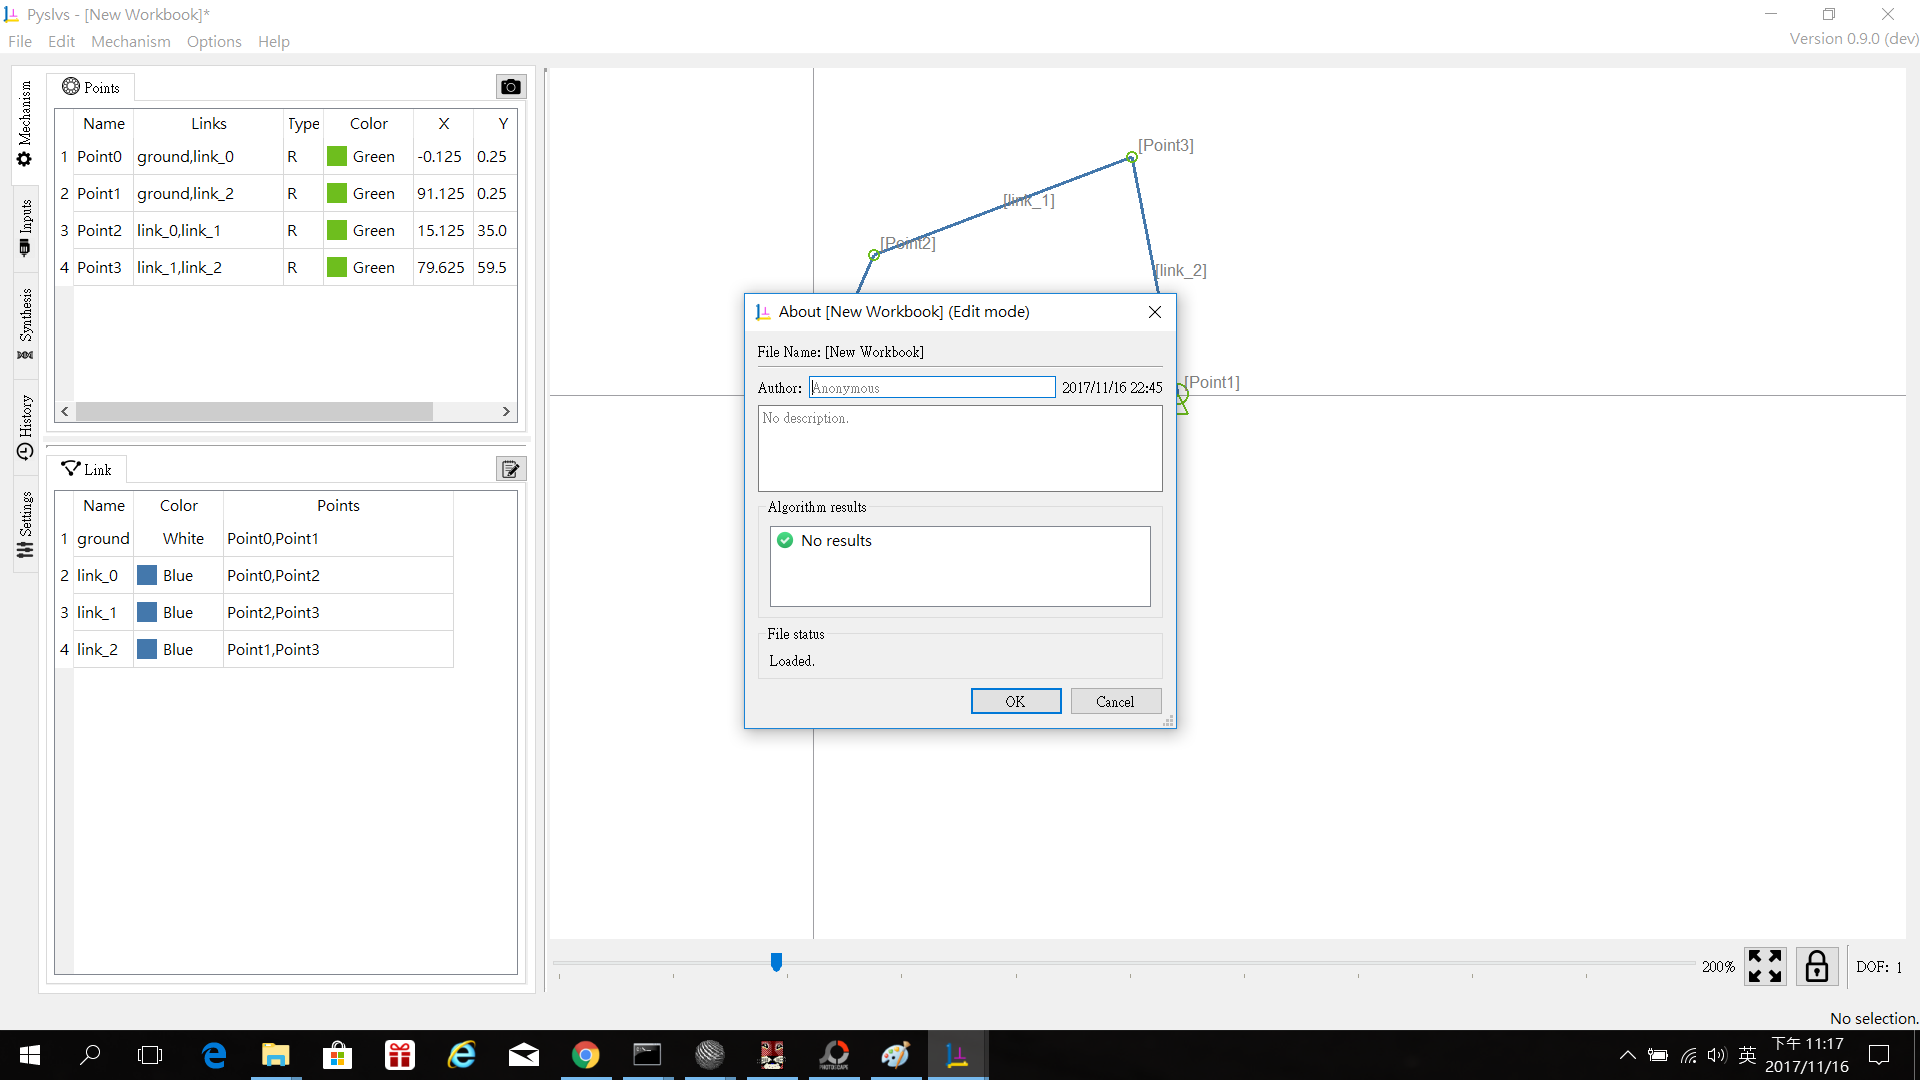 Pyslvs - [New Workbook]*
File Edit Mechanism Options Help
Version 0.9.0 (dev)
Mechanism
Inputs
Synthesis
History
Settings
Points
Name Links Type Color X Y
1 Point0 ground,link_0 R Green -0.125 0.25
2 Point1 ground,link_2 R Green 91.125 0.25
3 Point2 link_0,link_1 R Green 15.125 35.0
4 Point3 link_1,link_2 R Green 79.625 59.5
Link
Name Color Points
1 ground White Point0,Point1
2 link_0 Blue Point0,Point2
3 link_1 Blue Point2,Point3
4 link_2 Blue Point1,Point3
[Point3]
[link_1]
[Point2]
[link_2]
[Point1]
About [New Workbook] (Edit mode)
File Name: [New Workbook]
Author: Anonymous 2017/11/16 22:45
No description.
Algorithm results
No results
File status
Loaded.
OK Cancel
200%
DOF: 1
No selection.
PHOTOSCAPE
英
下午 11:17
2017/11/16